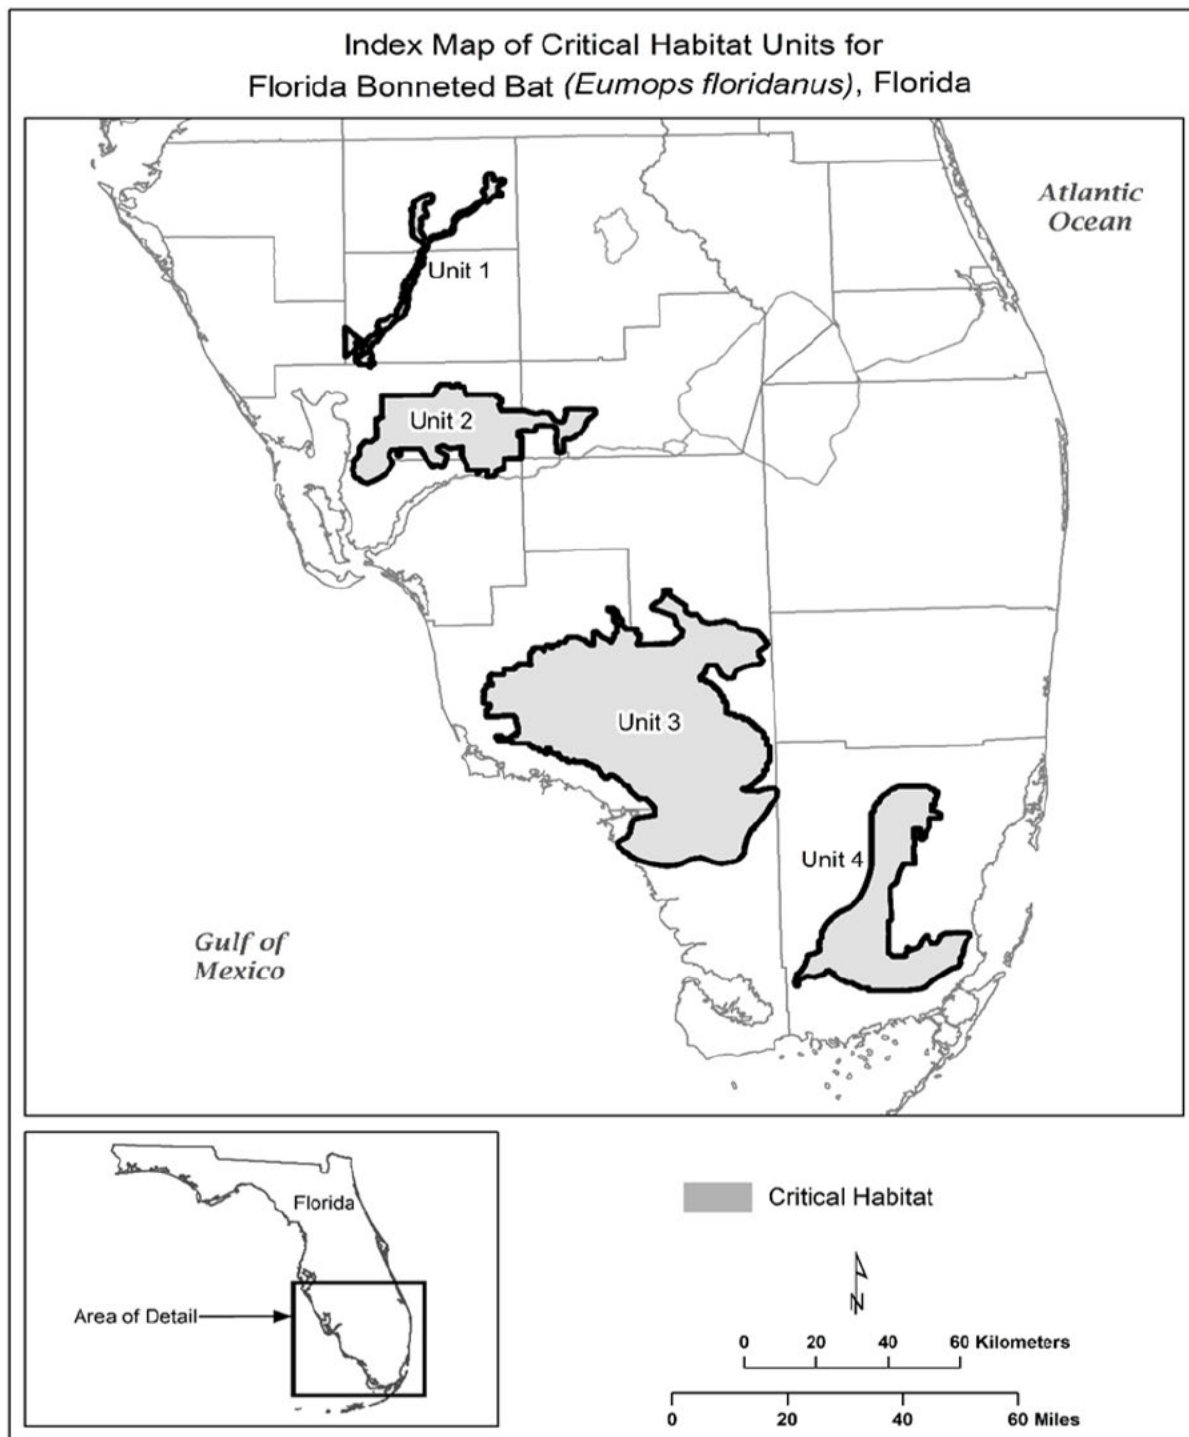 Index Map of Critical Habitat Units for
Florida Bonneted Bat (Eumops floridanus), Florida
Atlantic
Ocean
Unit 1
Unit 2
Unit 3
Unit 4
Gulf of
Mexico
Florida
Area of Detail
Critical Habitat
N
0 20 40 60 Kilometers
0 20 40 60 Miles